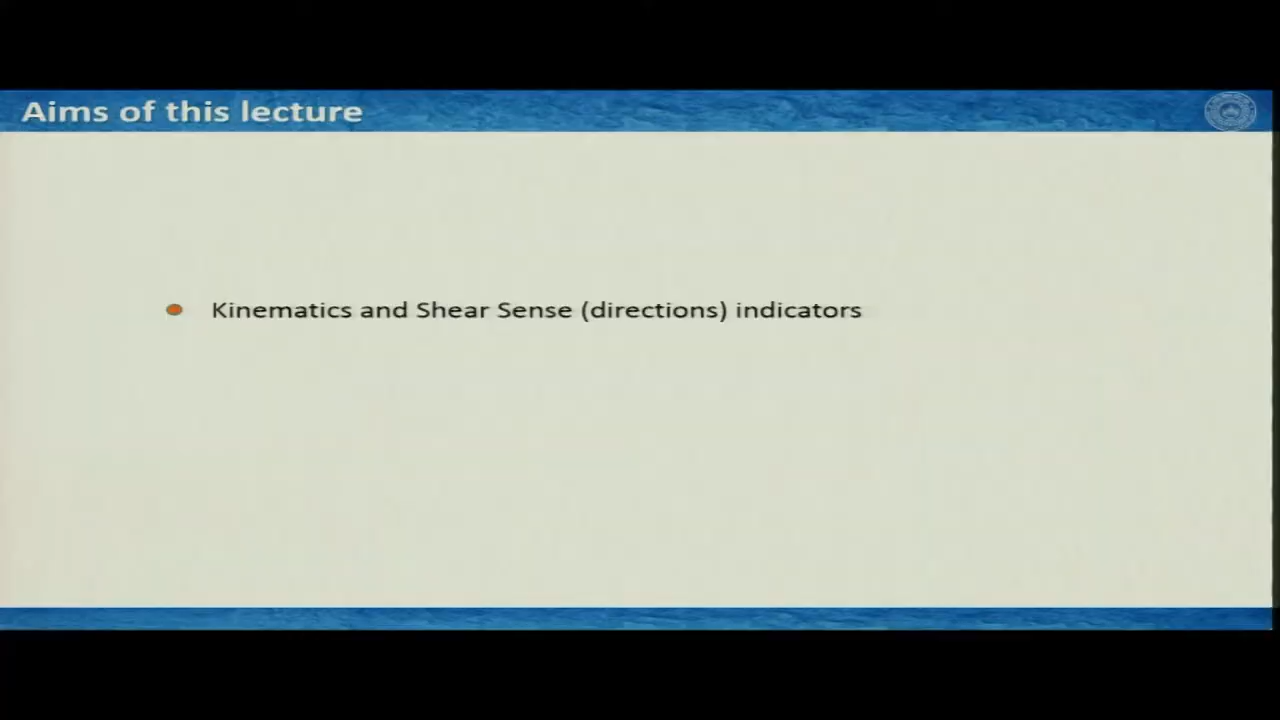 Aims of this lecture
Kinematics and Shear Sense (directions) indicators